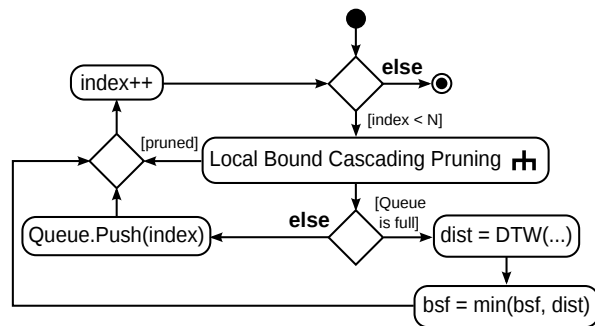 else
index++
[index < N]
[pruned]
Local Bound Cascading Pruning
[Queue
is full]
else
Queue.Push(index)
dist = DTW(...)
bsf = min(bsf, dist)